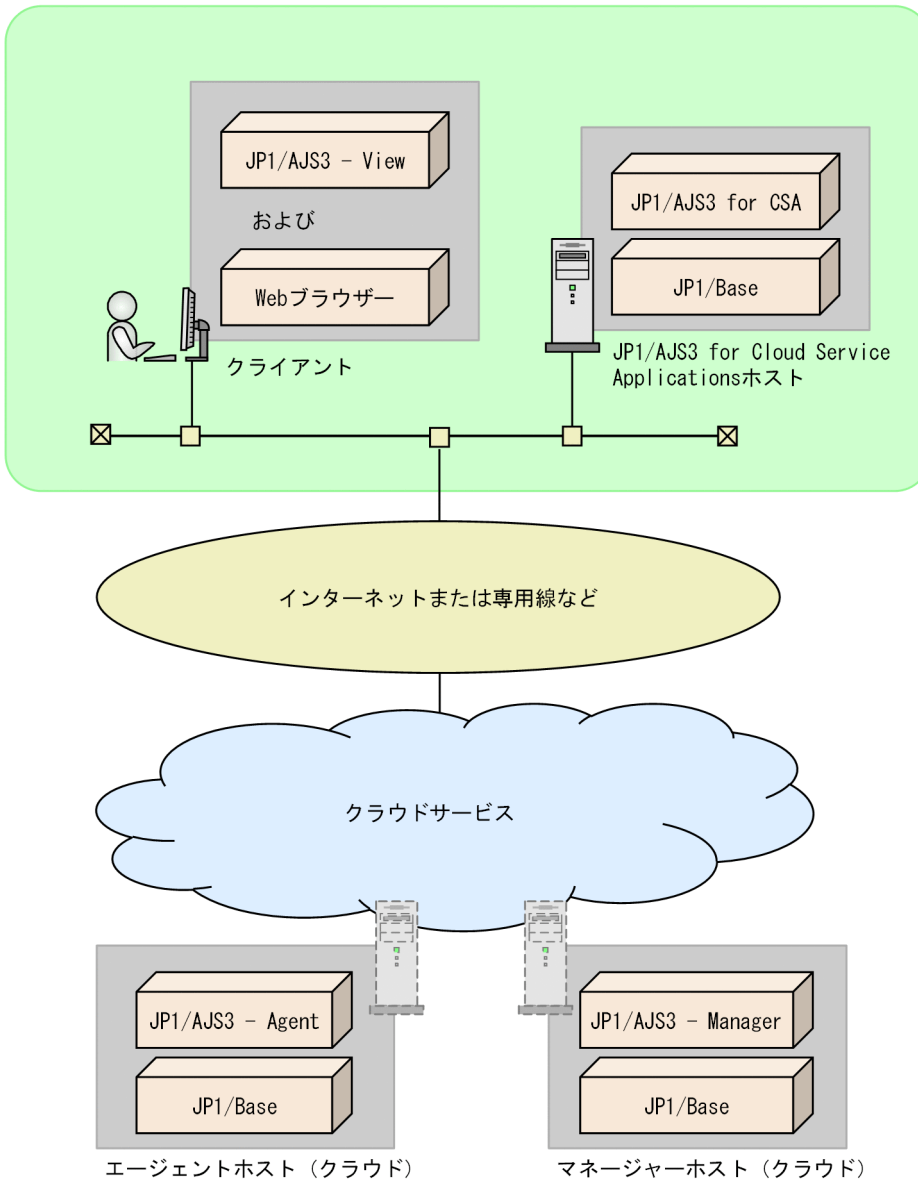 JP1/AJS3 - View
および
Webブラウザー
クライアント
JP1/AJS3 for CSA
JP1/Base
JP1/AJS3 for Cloud Service
Applicationsホスト
インターネットまたは専用線など
クラウドサービス
JP1/AJS3 - Agent
JP1/Base
エージェントホスト（クラウド）
JP1/AJS3 - Manager
JP1/Base
マネージャーホスト（クラウド）